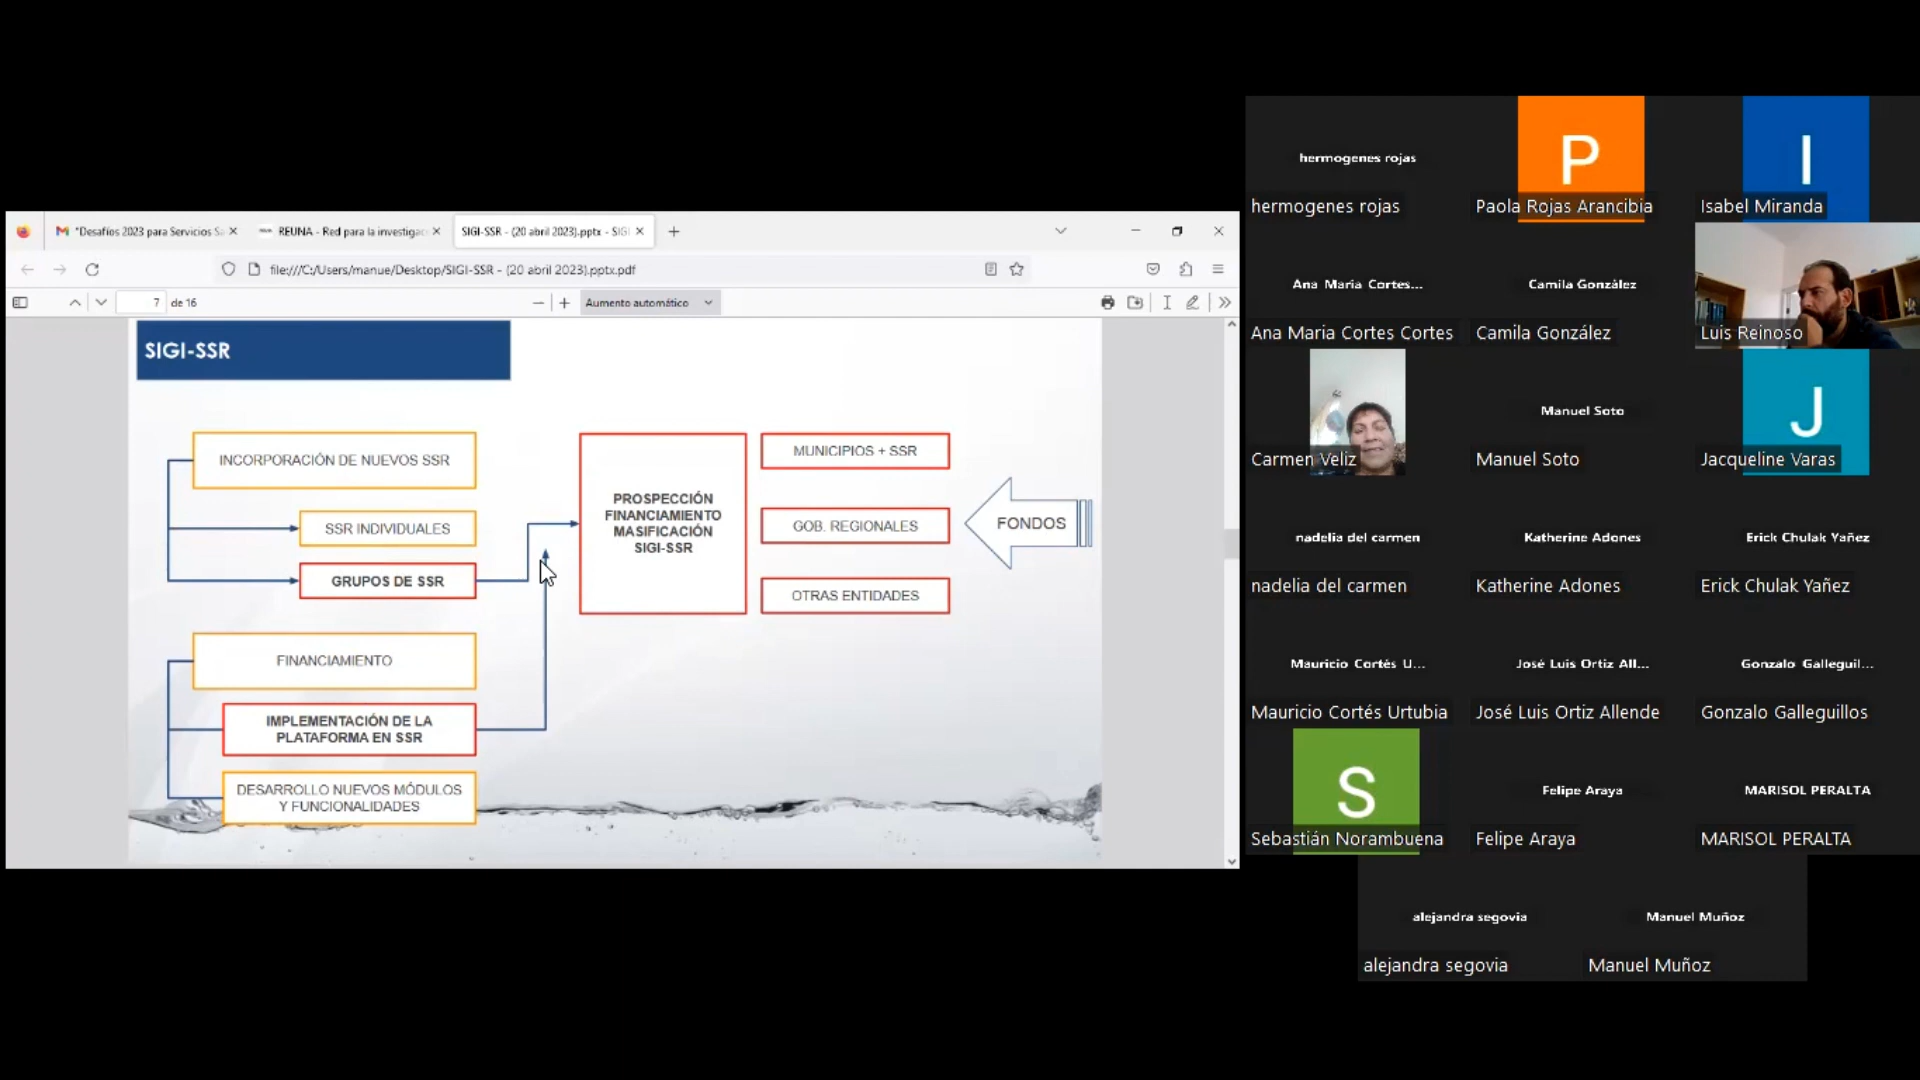 "Desafíos 2023 para Servicios Sa
REUNA - Red para la investigac
SIGI-SSR - (20 abril 2023).pptx - SIGI
file:///C:/Users/manue/Desktop/SIGI-SSR - (20 abril 2023).pptx.pdf
7 de 16
Aumento automático
SIGI-SSR
INCORPORACIÓN DE NUEVOS SSR
SSR INDIVIDUALES
GRUPOS DE SSR
FINANCIAMIENTO
IMPLEMENTACIÓN DE LA
PLATAFORMA EN SSR
DESARROLLO NUEVOS MÓDULOS
Y FUNCIONALIDADES
PROSPECCIÓN
FINANCIAMIENTO
MASIFICACIÓN
SIGI-SSR
MUNICIPIOS + SSR
GOB. REGIONALES
OTRAS ENTIDADES
FONDOS
hermogenes rojas
hermogenes rojas
P
Paola Rojas Arancibia
I
Isabel Miranda
Ana Maria Cortes...
Ana Maria Cortes Cortes
Camila González
Camila González
Luis Reinoso
Carmen Veliz
Manuel Soto
Manuel Soto
J
Jacqueline Varas
nadelia del carmen
nadelia del carmen
Katherine Adones
Katherine Adones
Erick Chulak Yañez
Erick Chulak Yañez
Mauricio Cortés U...
Mauricio Cortés Urtubia
José Luis Ortiz All...
José Luis Ortiz Allende
Gonzalo Galleguil...
Gonzalo Galleguillos
S
Sebastián Norambuena
Felipe Araya
Felipe Araya
MARISOL PERALTA
MARISOL PERALTA
alejandra segovia
alejandra segovia
Manuel Muñoz
Manuel Muñoz